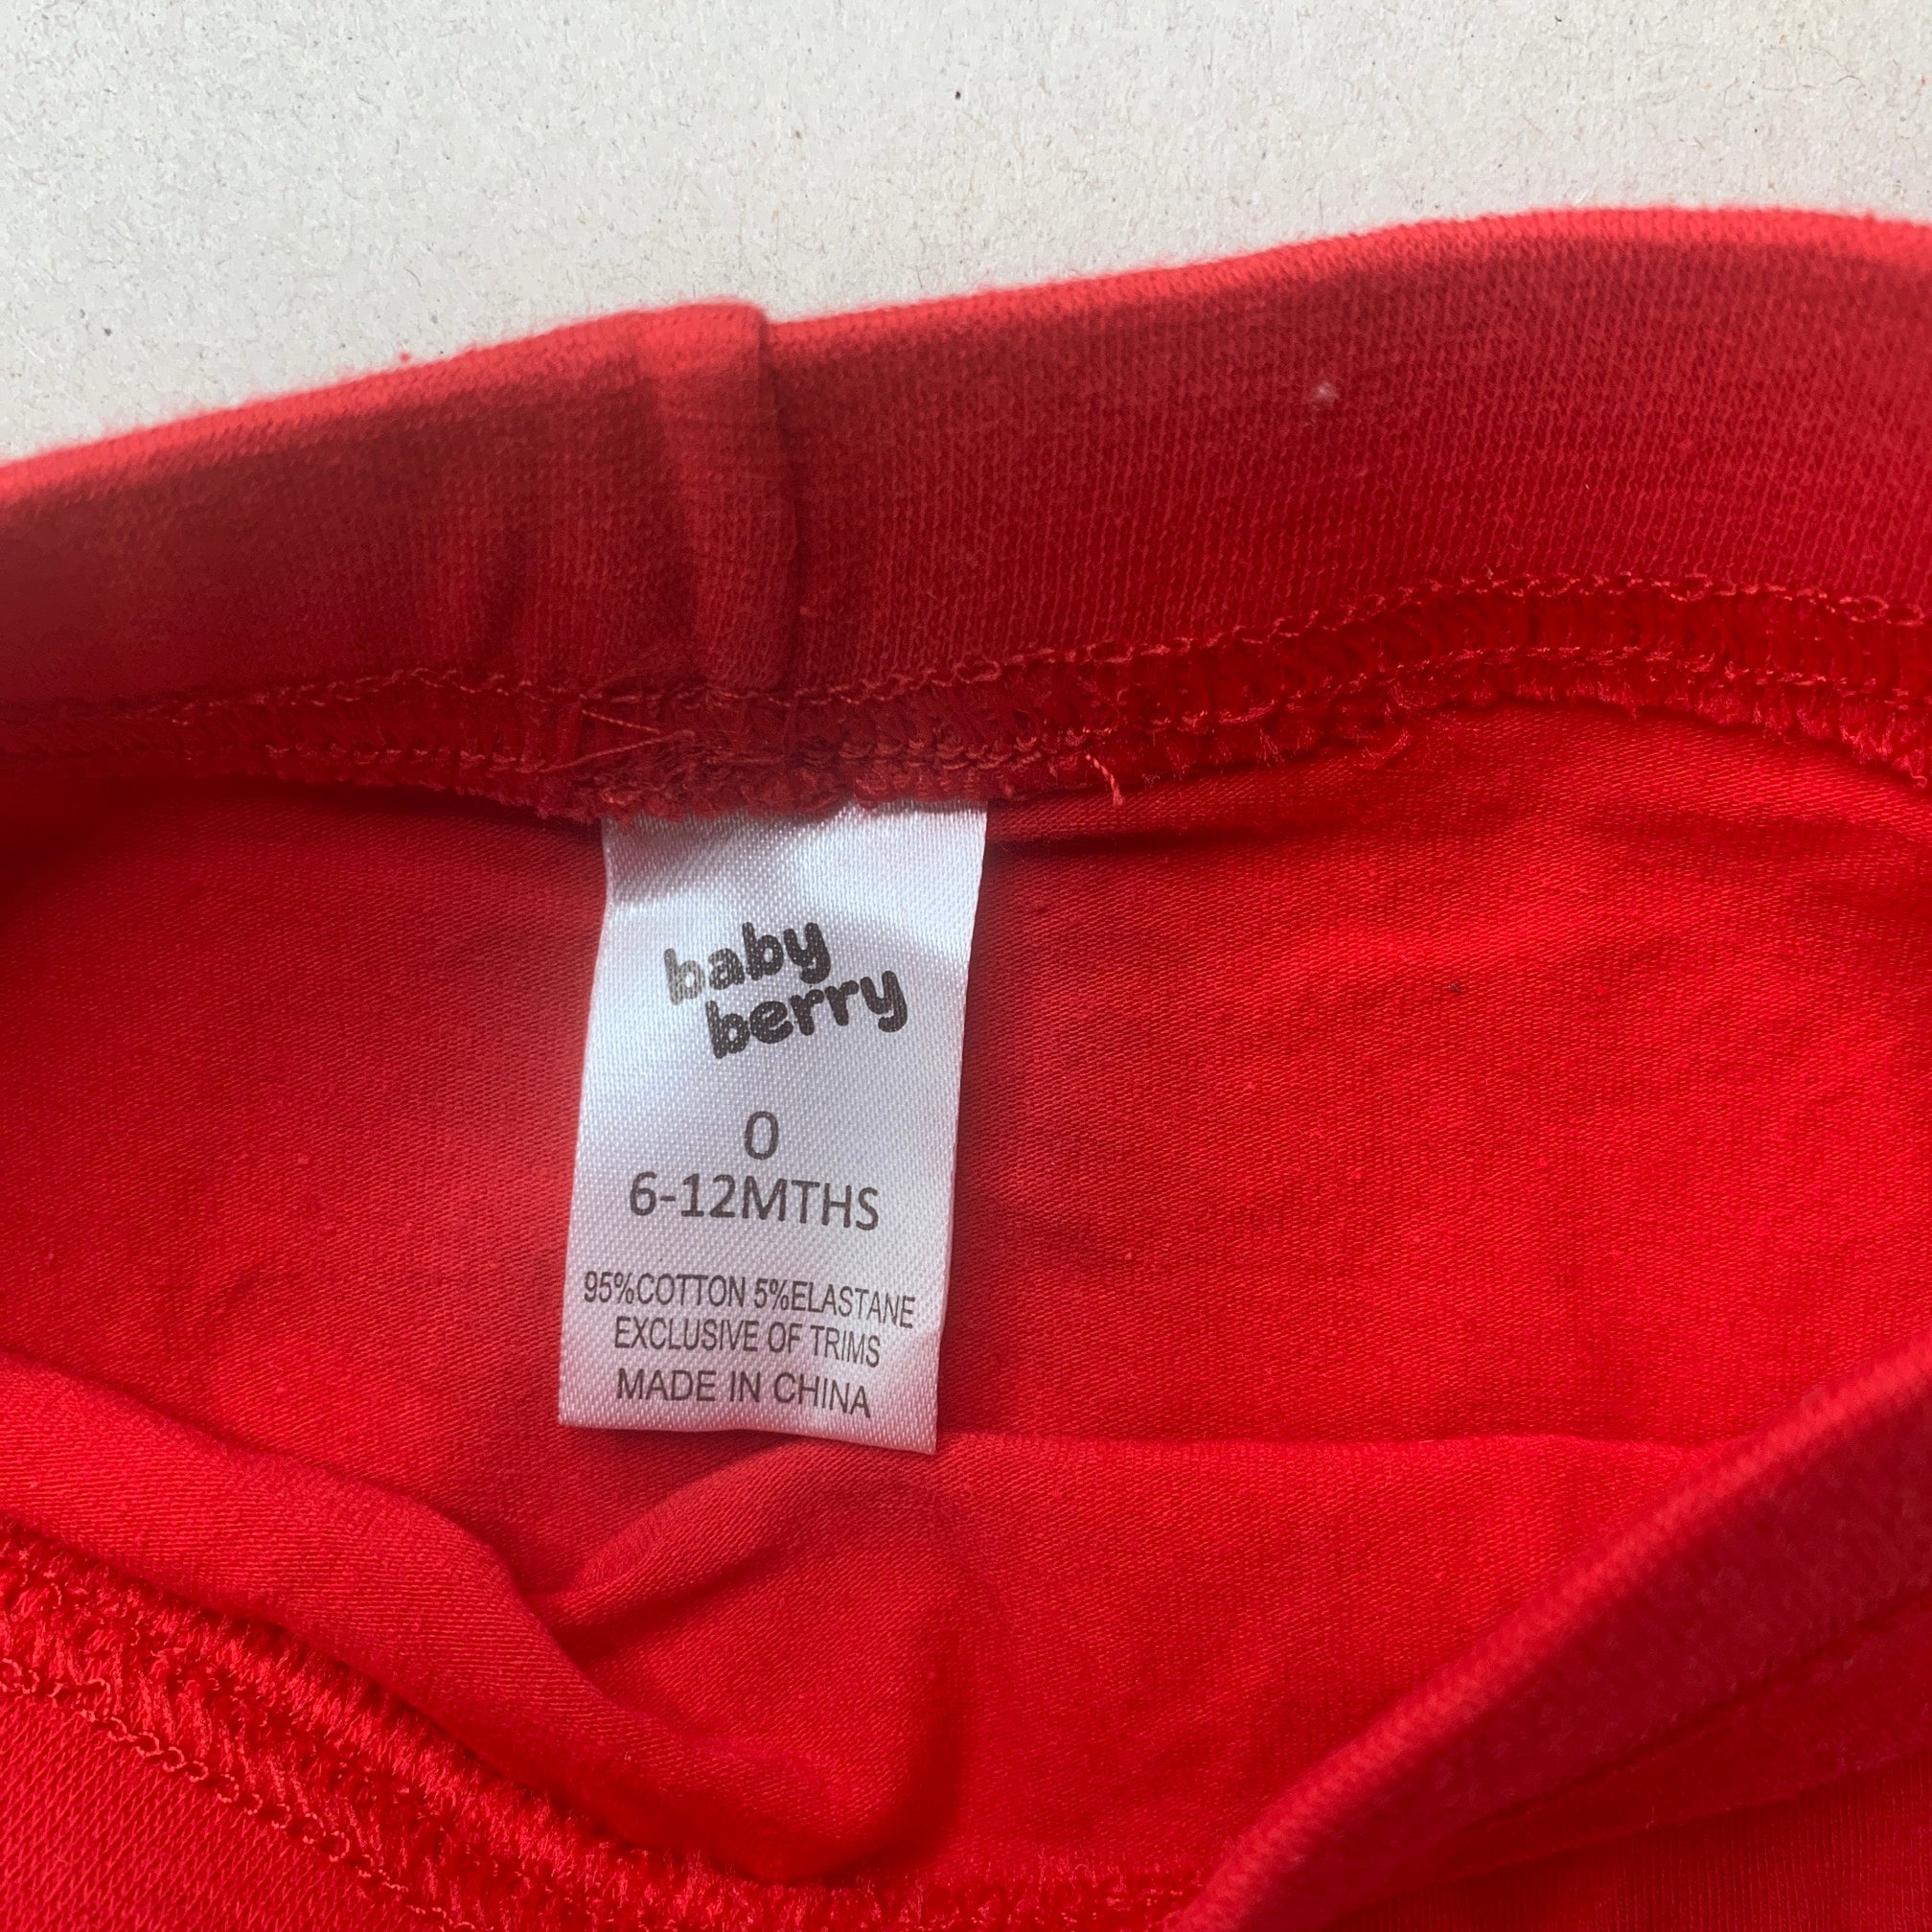 baby
berry
0
6-12MTHS
95%COTTON 5%ELASTANE
EXCLUSIVE OF TRIMS
MADE IN CHINA